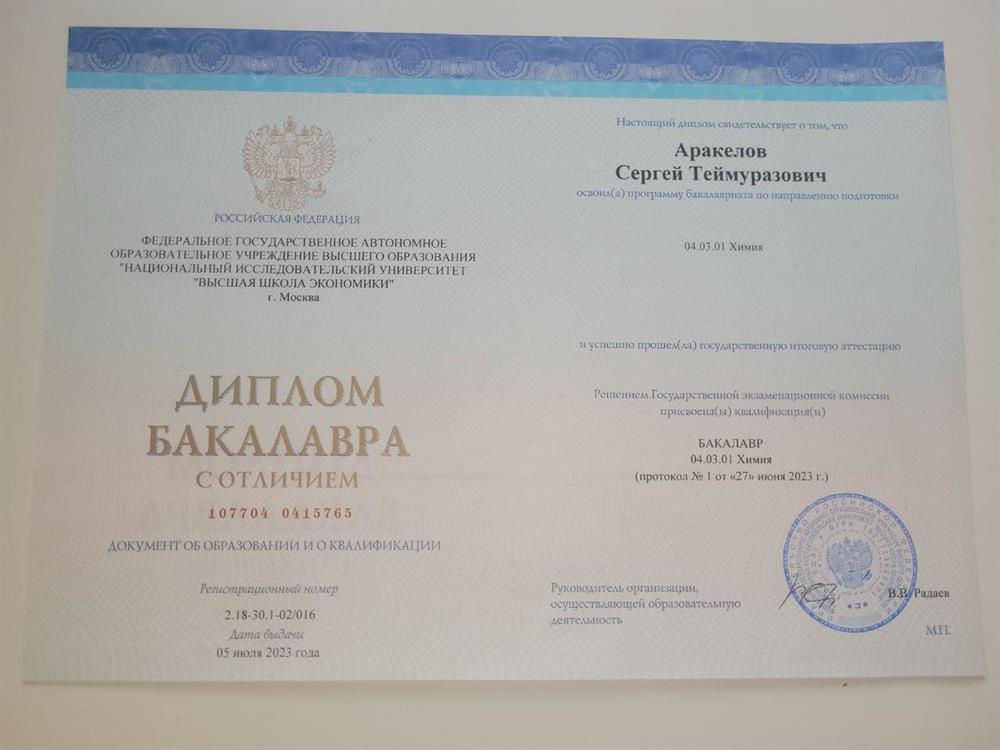 РОССИЙСКАЯ ФЕДЕРАЦИЯ
ФЕДЕРАЛЬНОЕ ГОСУДАРСТВЕННОЕ АВТОНОМНОЕ
ОБРАЗОВАТЕЛЬНОЕ УЧРЕЖДЕНИЕ ВЫСШЕГО ОБРАЗОВАНИЯ
"НАЦИОНАЛЬНЫЙ ИССЛЕДОВАТЕЛЬСКИЙ УНИВЕРСИТЕТ
"ВЫСШАЯ ШКОЛА ЭКОНОМИКИ"
г. Москва
ДИПЛОМ
БАКАЛАВРА
С ОТЛИЧИЕМ
107704 0415765
ДОКУМЕНТ ОБ ОБРАЗОВАНИИ И О КВАЛИФИКАЦИИ
Регистрационный номер
2.18-30.1-02/016
Дата выдачи
05 июля 2023 года
Настоящий диплом свидетельствует о том, что
Аракелов
Сергей Теймуразович
освоил(а) программу бакалавриата по направлению подготовки
04.03.01 Химия
и успешно прошел(ла) государственную итоговую аттестацию
Решением Государственной экзаменационной комиссии
присвоена(ы) квалификация(и)
БАКАЛАВР
04.03.01 Химия
(протокол № 1 от «27» июня 2023 г.)
Руководитель организации,
осуществляющей образовательную
деятельность
В.В. Радаев
М.П.